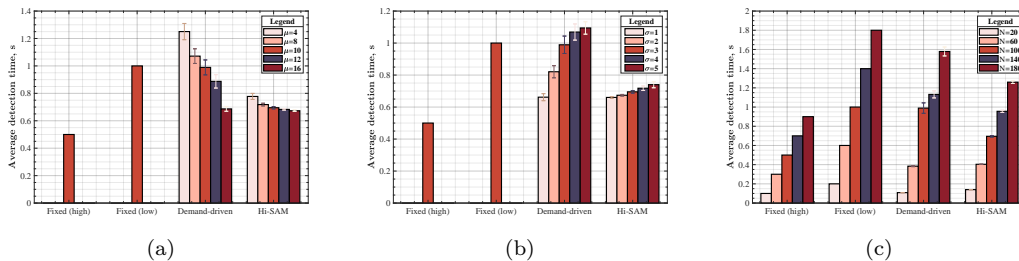 Average detection time, s
1.4
1.2
1
0.8
0.6
0.4
0.2
0
Fixed (high) Fixed (low) Demand-driven Hi-SAM
Legend
μ=4
μ=8
μ=10
μ=12
μ=16
(a)
Average detection time, s
1.2
1
0.8
0.6
0.4
0.2
0
Fixed (high) Fixed (low) Demand-driven Hi-SAM
Legend
σ=1
σ=2
σ=3
σ=4
σ=5
(b)
Average detection time, s
2
1.8
1.6
1.4
1.2
1
0.8
0.6
0.4
0.2
0
Fixed (high) Fixed (low) Demand-driven Hi-SAM
Legend
N=20
N=60
N=100
N=140
N=180
(c)